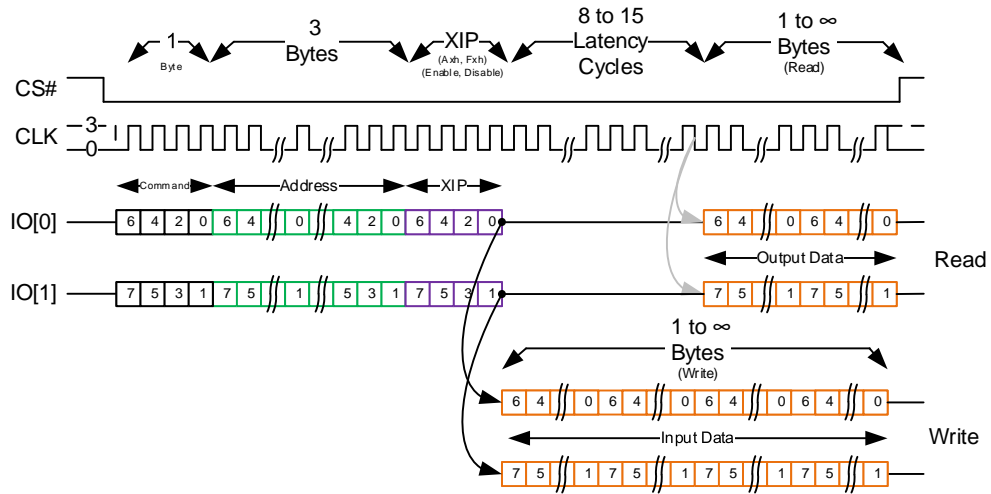 1
Byte
3
Bytes
XIP
(Axh, Fxh)
(Enable, Disable)
8 to 15
Latency
Cycles
1 to ∞
Bytes
(Read)
CS#
CLK 3
0
Command Address XIP
IO[0] 6 4 2 0 6 4 0 4 2 0 6 4 2 0 6 4 0 6 4 0
Output Data Read
IO[1] 7 5 3 1 7 5 1 5 3 1 7 5 3 1 7 5 1 7 5 1
1 to ∞
Bytes
(Write)
6 4 0 6 4 0 6 4 0 6 4 0
Input Data Write
7 5 1 7 5 1 7 5 1 7 5 1